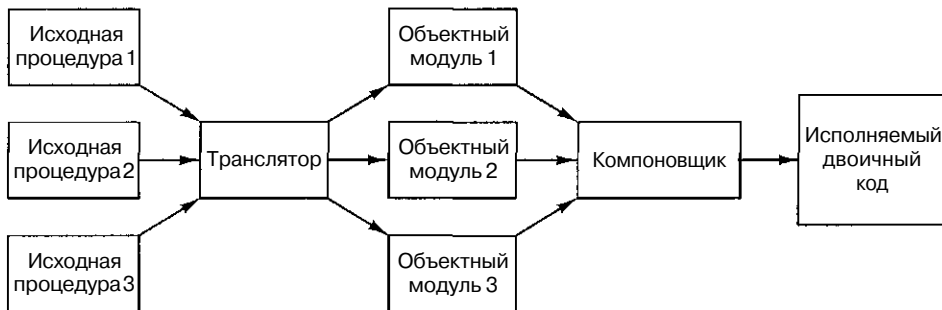 Исходная
процедура 1
Объектный
модуль 1
Исходная
процедура 2
Транслятор
Объектный
модуль 2
Компоновщик
Исполняемый
двоичный
код
Исходная
процедура 3
Объектный
модуль 3